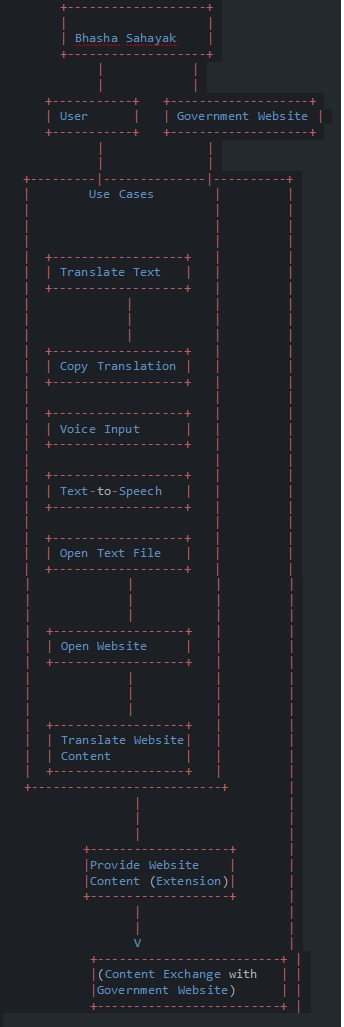 Bhasha Sahayak
User Government Website
Use Cases
Translate Text
Copy Translation
Voice Input
Text-to-Speech
Open Text File
Open Website
Translate Website
Content
Provide Website
Content (Extension)
V
(Content Exchange with
Government Website)